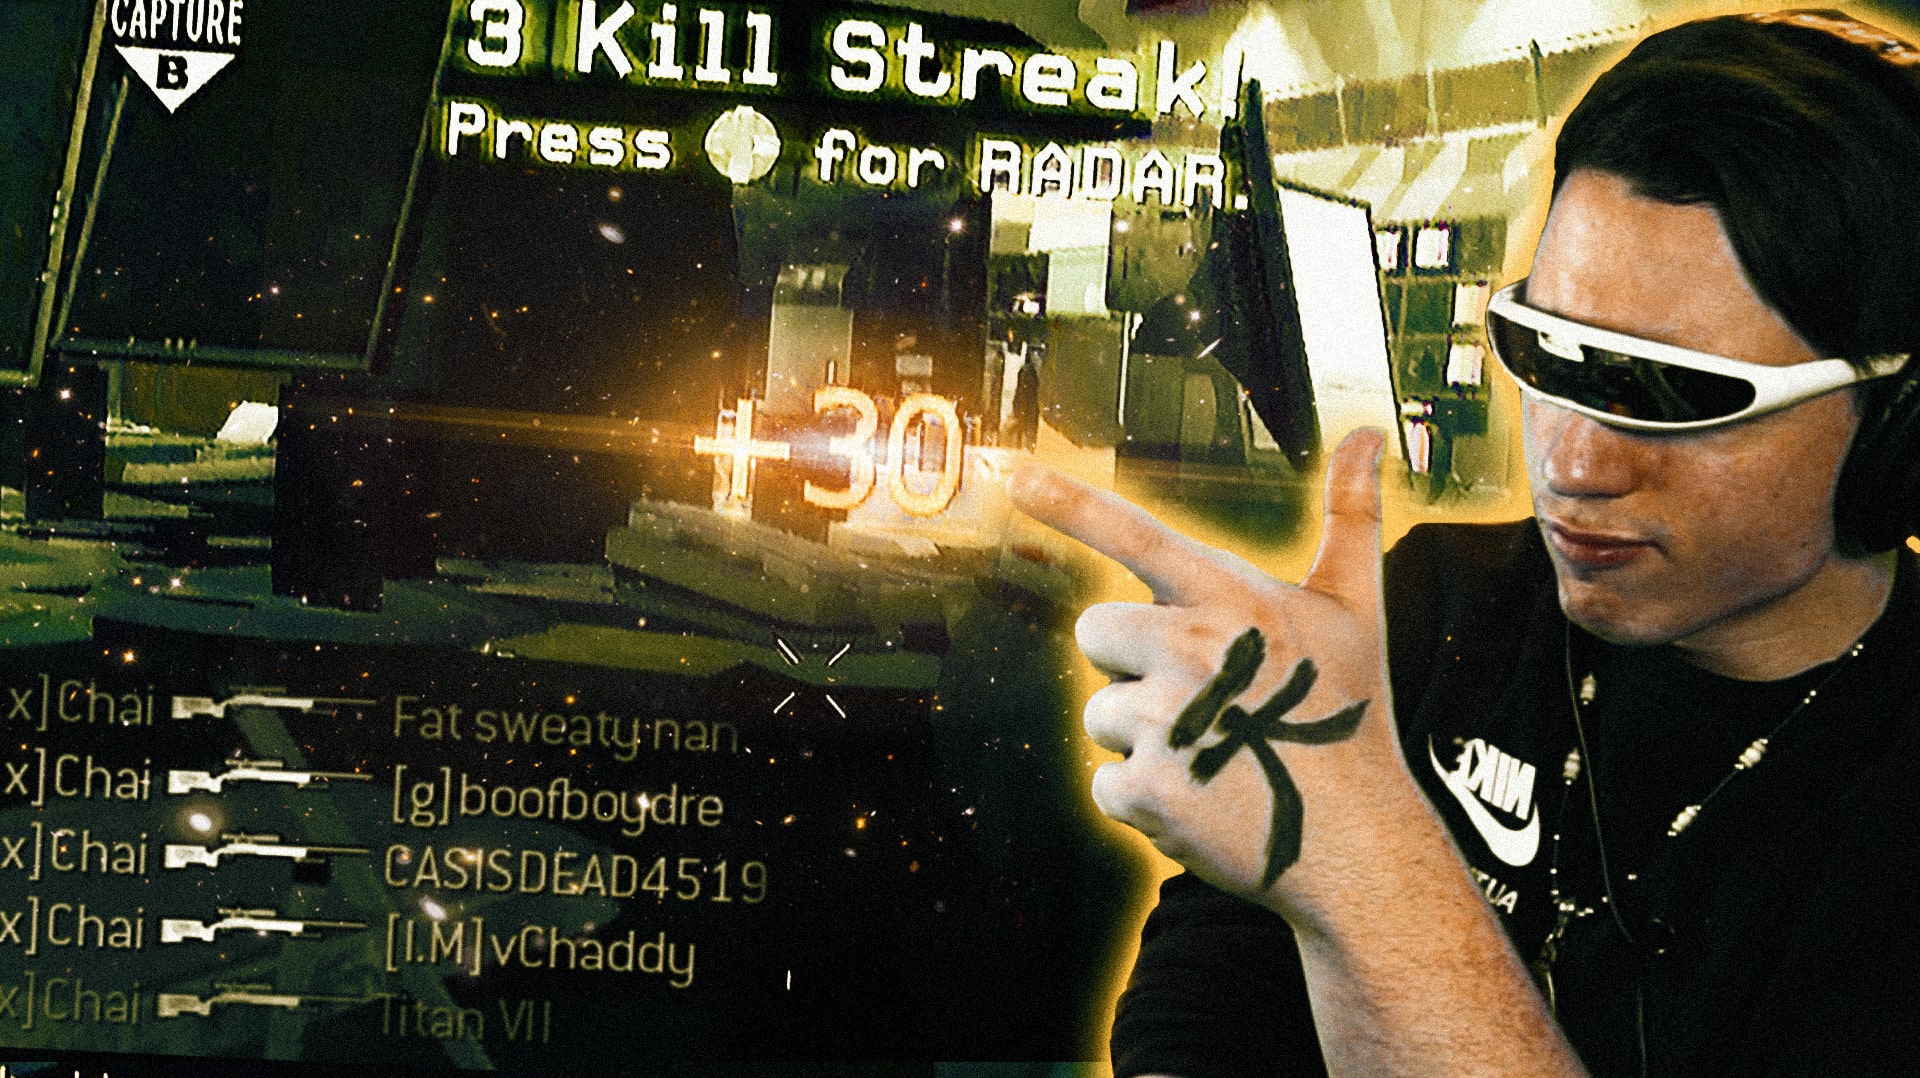 CAPTURE
B
3 Kill Streak!
Press for RADAR.
+30
x]Chai Fat sweaty nan
x]Chai [g]boofboydre
x]Chai CASISDEAD4519
x]Chai [I.M]vChaddy
x]Chai Titan VII
NIKE